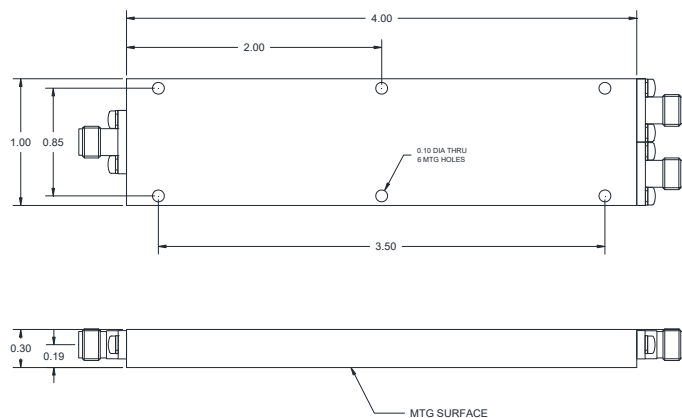 4.00
2.00
1.00
0.85
0.10 DIA THRU
6 MTG HOLES
3.50
0.30
0.19
MTG SURFACE